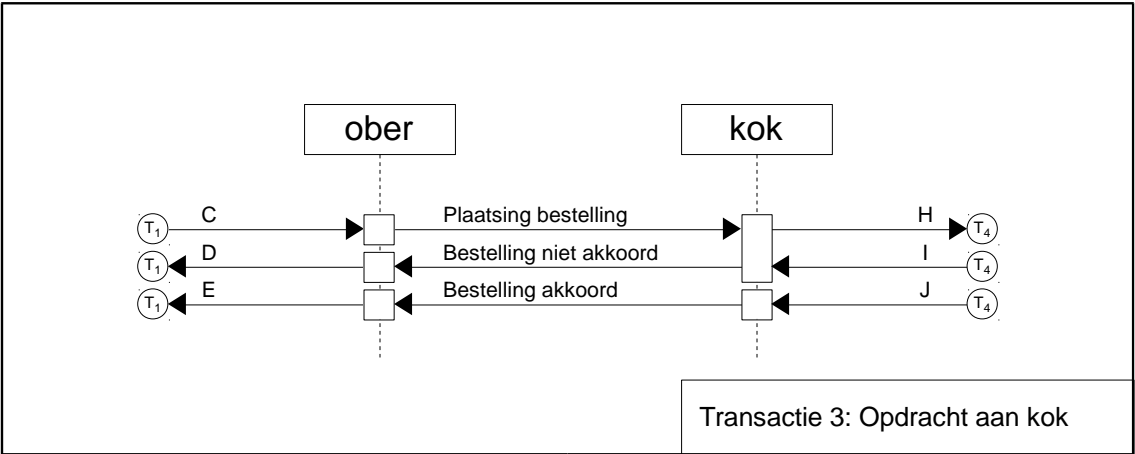 ober kok
C Plaatsing bestelling H
T1 T4
D Bestelling niet akkoord I
T1 T4
E Bestelling akkoord J
T1 T4
Transactie 3: Opdracht aan kok